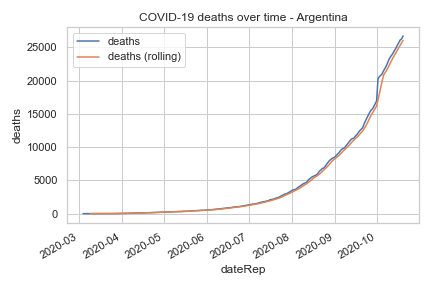 COVID-19 deaths over time - Argentina
deaths
deaths (rolling)
25000
20000
15000
10000
5000
0
deaths
2020-03
2020-04
2020-05
2020-06
2020-07
2020-08
2020-09
2020-10
dateRep